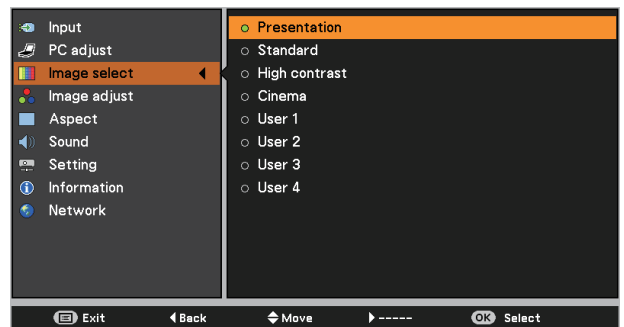 Input
PC adjust
Image select
Image adjust
Aspect
Sound
Setting
Information
Network
Presentation
Standard
High contrast
Cinema
User 1
User 2
User 3
User 4
Exit Back Move ----- OK Select